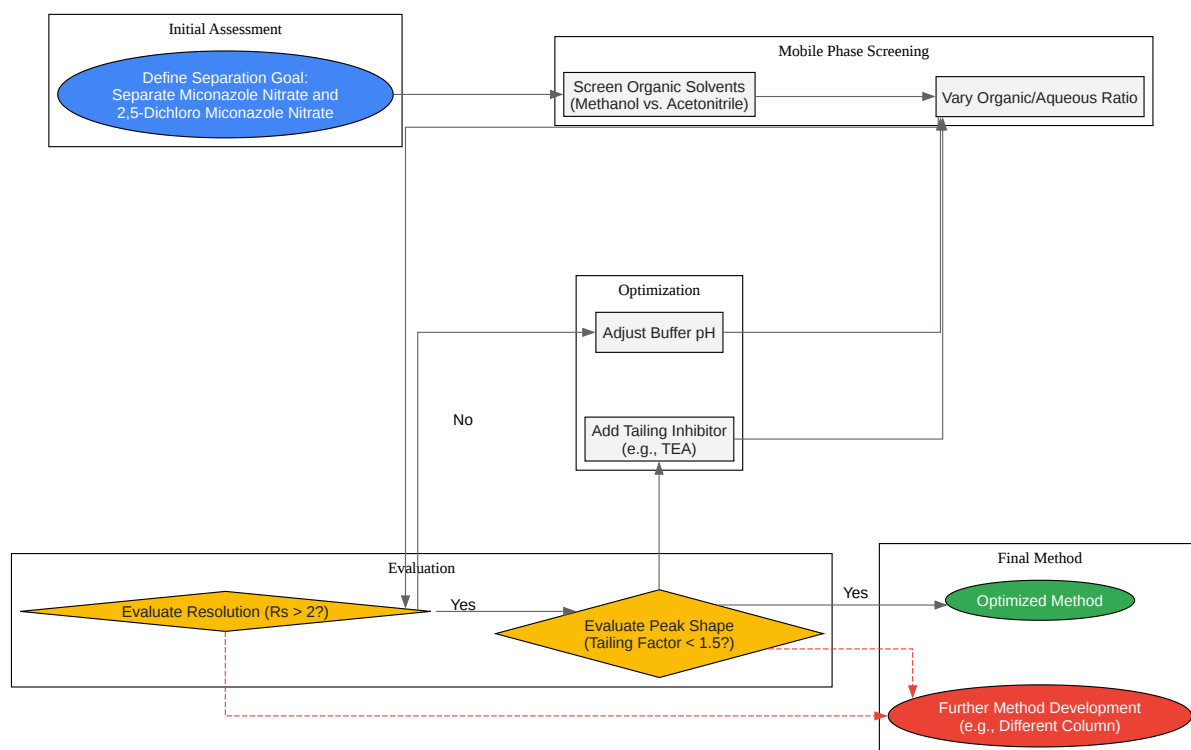 Initial Assessment
Define Separation Goal:
Separate Miconazole Nitrate and
2,5-Dichloro Miconazole Nitrate
Mobile Phase Screening
Screen Organic Solvents
(Methanol vs. Acetonitrile)
Vary Organic/Aqueous Ratio
Optimization
Adjust Buffer pH
No
Add Tailing Inhibitor
(e.g., TEA)
Evaluation
Evaluate Resolution (Rs > 2?)
Yes
Evaluate Peak Shape
(Tailing Factor < 1.5?)
Yes
Final Method
Optimized Method
Further Method Development
(e.g., Different Column)